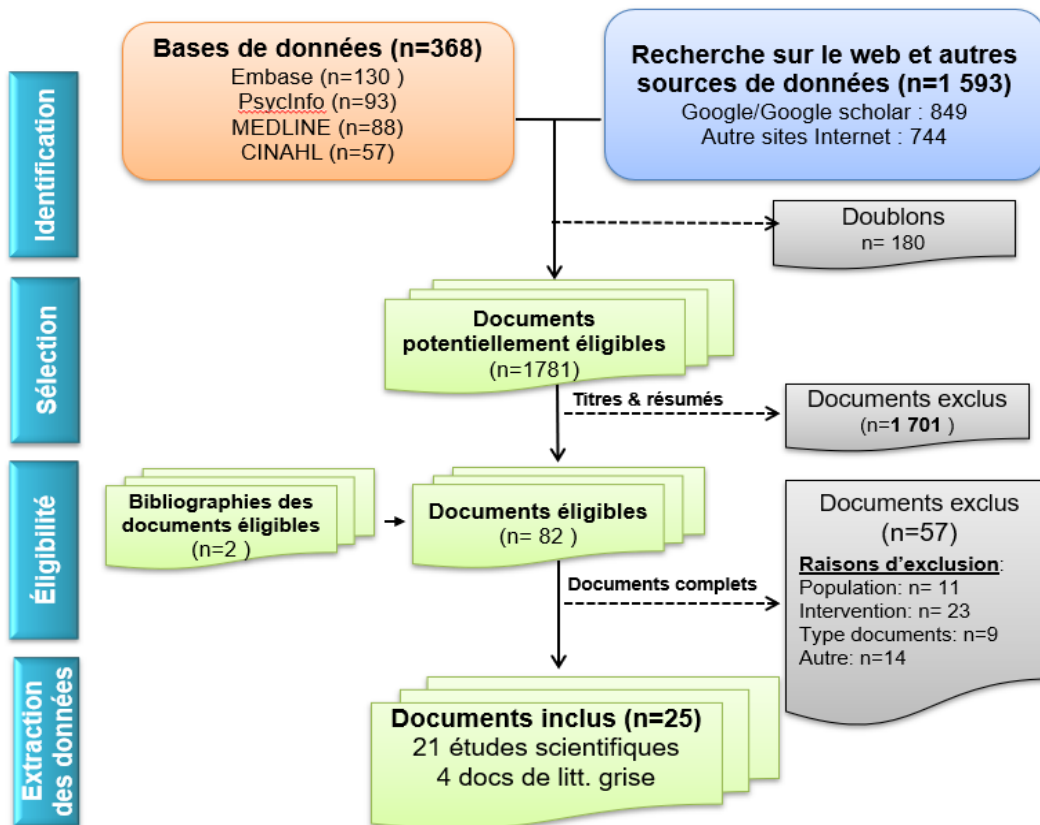 Identification
Bases de données (n=368)
Embase (n=130 )
PsycInfo (n=93)
MEDLINE (n=88)
CINAHL (n=57)
Recherche sur le web et autres
sources de données (n=1 593)
Google/Google scholar : 849
Autre sites Internet : 744
Doublons
n= 180
Sélection
Documents
potentiellement éligibles
(n=1781)
Titres & résumés
Documents exclus
(n=1 701 )
Éligibilité
Bibliographies des
documents éligibles
(n=2 )
Documents éligibles
(n= 82 )
Documents complets
Documents exclus
(n=57)
Raisons d’exclusion:
Population: n= 11
Intervention: n= 23
Type documents: n=9
Autre: n=14
Extraction
des données
Documents inclus (n=25)
21 études scientifiques
4 docs de litt. grise